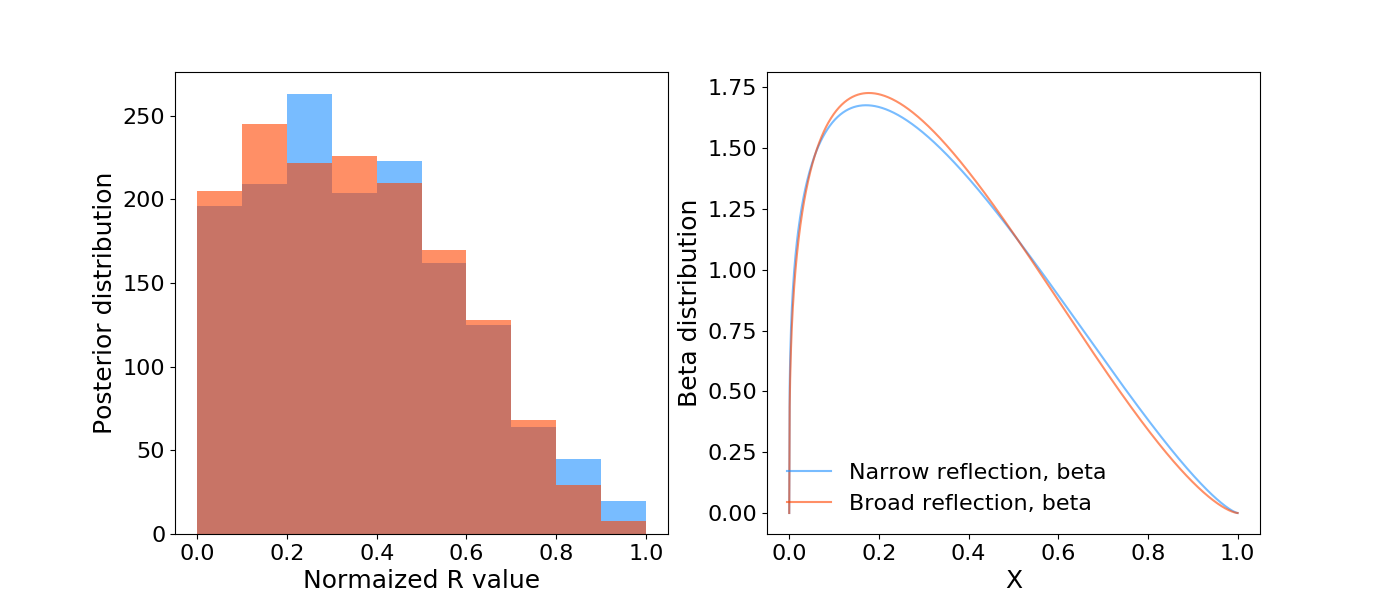 Posterior distribution
250
200
150
100
50
0
0.0 0.2 0.4 0.6 0.8 1.0
Normaized R value
Beta distribution
1.75
1.50
1.25
1.00
0.75
0.50
0.25
0.00
Narrow reflection, beta
Broad reflection, beta
0.0 0.2 0.4 0.6 0.8 1.0
X